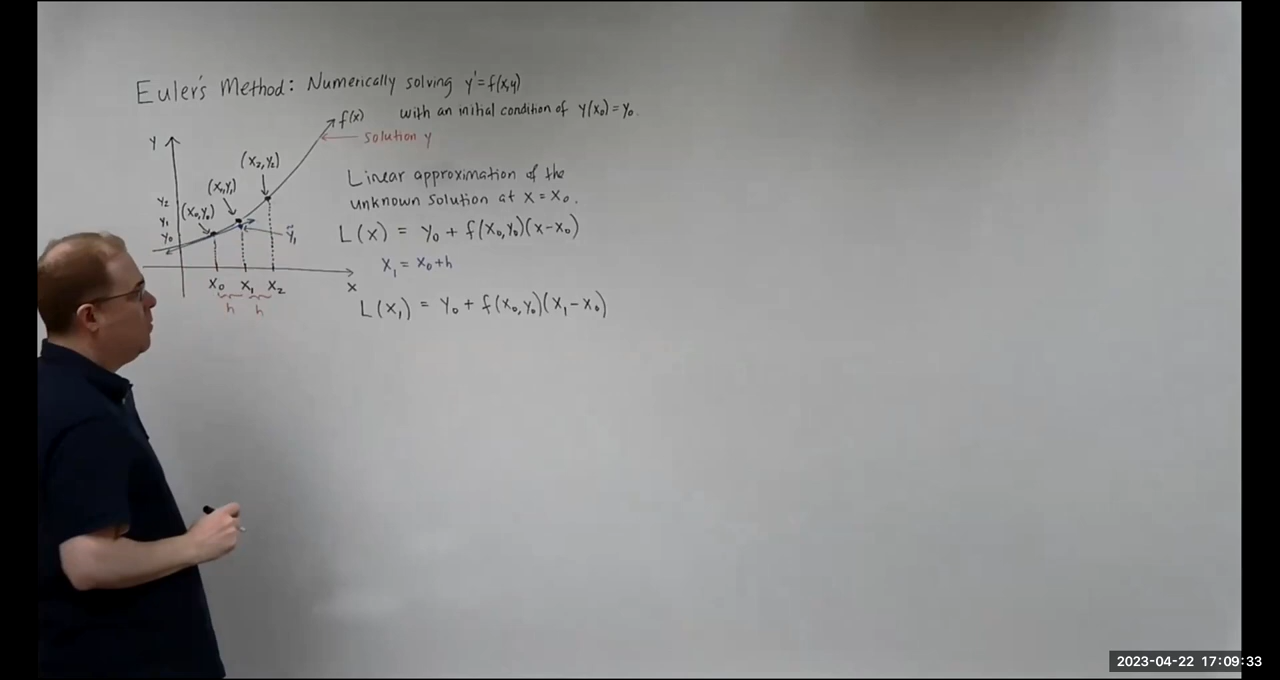 Euler's Method: Numerically solving y'=f(x,y)
with an initial condition of y(x₀)=y₀.
f(x)
solution y
y
(x₂,y₂)
(x₁,y₁)
(x₀,y₀)
y₂
y₁
y₀
ỹ₁
x₀ x₁ x₂ x
h h
Linear approximation of the
unknown solution at x = x₀.
L(x) = y₀ + f(x₀,y₀)(x-x₀)
x₁ = x₀+h
L(x₁) = y₀ + f(x₀,y₀)(x₁-x₀)
2023-04-22 17:09:33